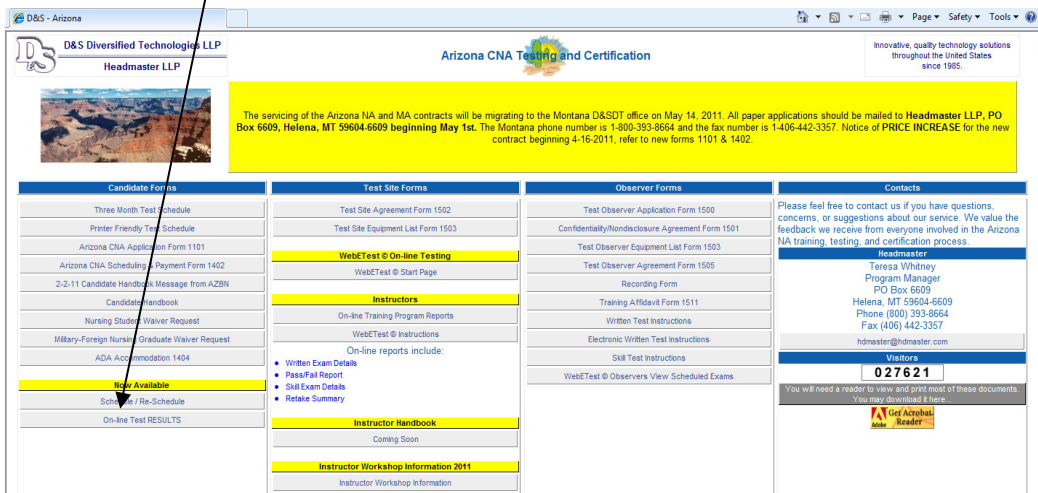 D&S - Arizona
Page
Safety
Tools
D&S Diversified Technologies LLP
Headmaster LLP
Arizona CNA Testing and Certification
Innovative, quality technology solutions
throughout the United States
since 1985.
The servicing of the Arizona NA and MA contracts will be migrating to the Montana D&SDT office on May 14, 2011. All paper applications should be mailed to Headmaster LLP, PO
Box 6609, Helena, MT 59604-6609 beginning May 1st. The Montana phone number is 1-800-393-8664 and the fax number is 1-406-442-3357. Notice of PRICE INCREASE for the new
contract beginning 4-16-2011, refer to new forms 1101 & 1402.
Candidate Forms
Three Month Test Schedule
Printer Friendly Test Schedule
Arizona CNA Application Form 1101
Arizona CNA Scheduling & Payment Form 1402
2-2-11 Candidate Handbook Message from AZBN
Candidate Handbook
Nursing Student Waiver Request
Military-Foreign Nursing Graduate Waiver Request
ADA Accommodation 1404
Now Available
Schedule / Re-Schedule
On-line Test RESULTS
Test Site Forms
Test Site Agreement Form 1502
Test Site Equipment List Form 1503
WebETest © On-line Testing
WebETest © Start Page
Instructors
On-line Training Program Reports
WebETest © Instructions
On-line reports include:
• Written Exam Details
• Pass/Fail Report
• Skill Exam Details
• Retake Summary
Instructor Handbook
Coming Soon
Instructor Workshop Information 2011
Instructor Workshop Information
Observer Forms
Test Observer Application Form 1500
Confidentiality/Nondisclosure Agreement Form 1501
Test Observer Equipment List Form 1503
Test Observer Agreement Form 1505
Recording Form
Training Affidavit Form 1511
Written Test Instructions
Electronic Written Test Instructions
Skill Test Instructions
WebETest © Observers View Scheduled Exams
Contacts
Please feel free to contact us if you have questions,
concerns, or suggestions about our service. We value the
feedback we receive from everyone involved in the Arizona
NA training, testing, and certification process.
Headmaster
Teresa Whitney
Program Manager
PO Box 6609
Helena, MT 59604-6609
Phone (800) 393-8664
Fax (406) 442-3357
hdmaster@hdmaster.com
Visitors
027621
You will need a reader to view and print most of these documents.
You may download it here...
Get Acrobat
Adobe Reader